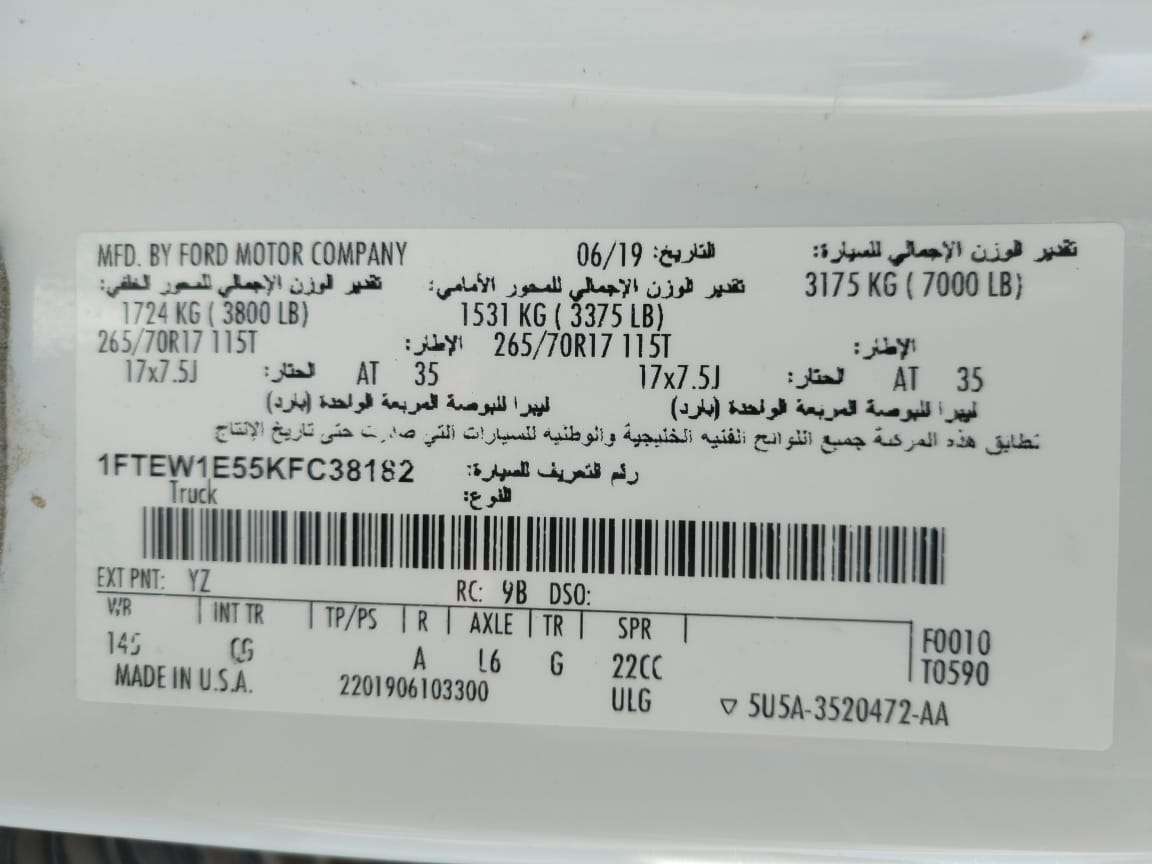 MFD. BY FORD MOTOR COMPANY 06/19 التاريخ: تقدير الوزن الإجمالي للسيارة:
تقدير الوزن الإجمالي للمحور الخلفي: تقدير الوزن الإجمالي للمحور الأمامي: 3175 KG ( 7000 LB)
1724 KG ( 3800 LB) 1531 KG ( 3375 LB)
265/70R17 115T الإطار: 265/70R17 115T الإطار:
17x7.5J الحتار: AT 35 17x7.5J الحتار: AT 35
ليبرا للبوصة المربعة الواحدة (بارد) ليبرا للبوصة المربعة الواحدة (بارد)
تطابق هذه المركبة جميع اللوائح الفنيه الخليجية والوطنيه للسيارات التي حتى تاريخ الإنتاج
1FTEW1E55KFC38182 رقم التعريف للسيارة:
Truck النوع:
EXT PNT: YZ RC: 9B DSO:
WB INT TR TP/PS R AXLE TR SPR F0010
145 CG A L6 G 22CC T0590
MADE IN U.S.A. 2201906103300 ULG ▽ 5U5A-3520472-AA